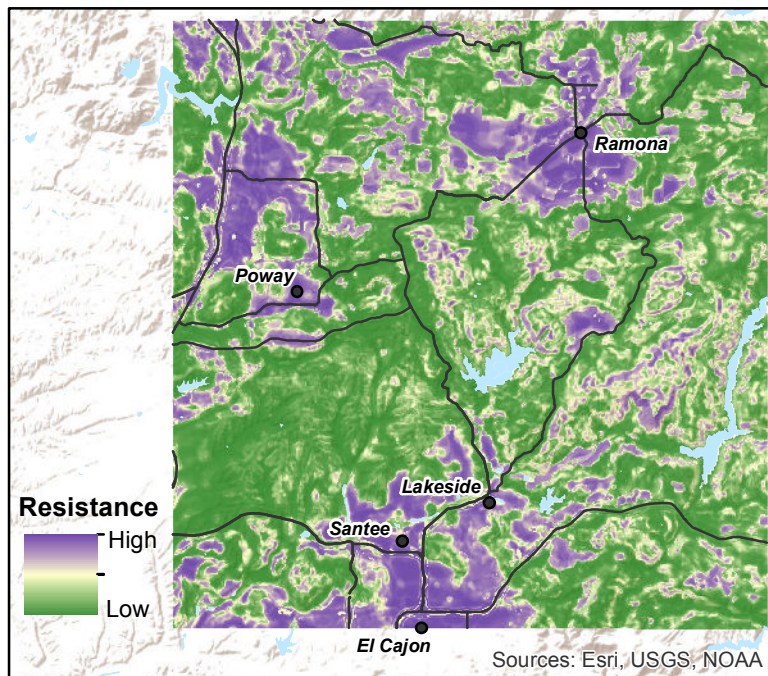 Ramona
Poway
Lakeside
Resistance
High
Santee
Low
El Cajon
Sources: Esri, USGS, NOAA